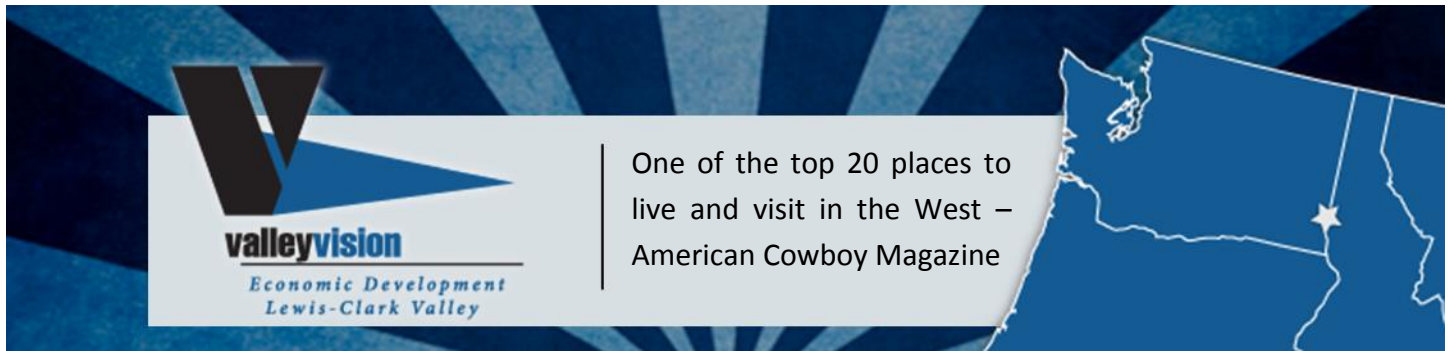 valleyvision
Economic Development
Lewis-Clark Valley
One of the top 20 places to
live and visit in the West –
American Cowboy Magazine